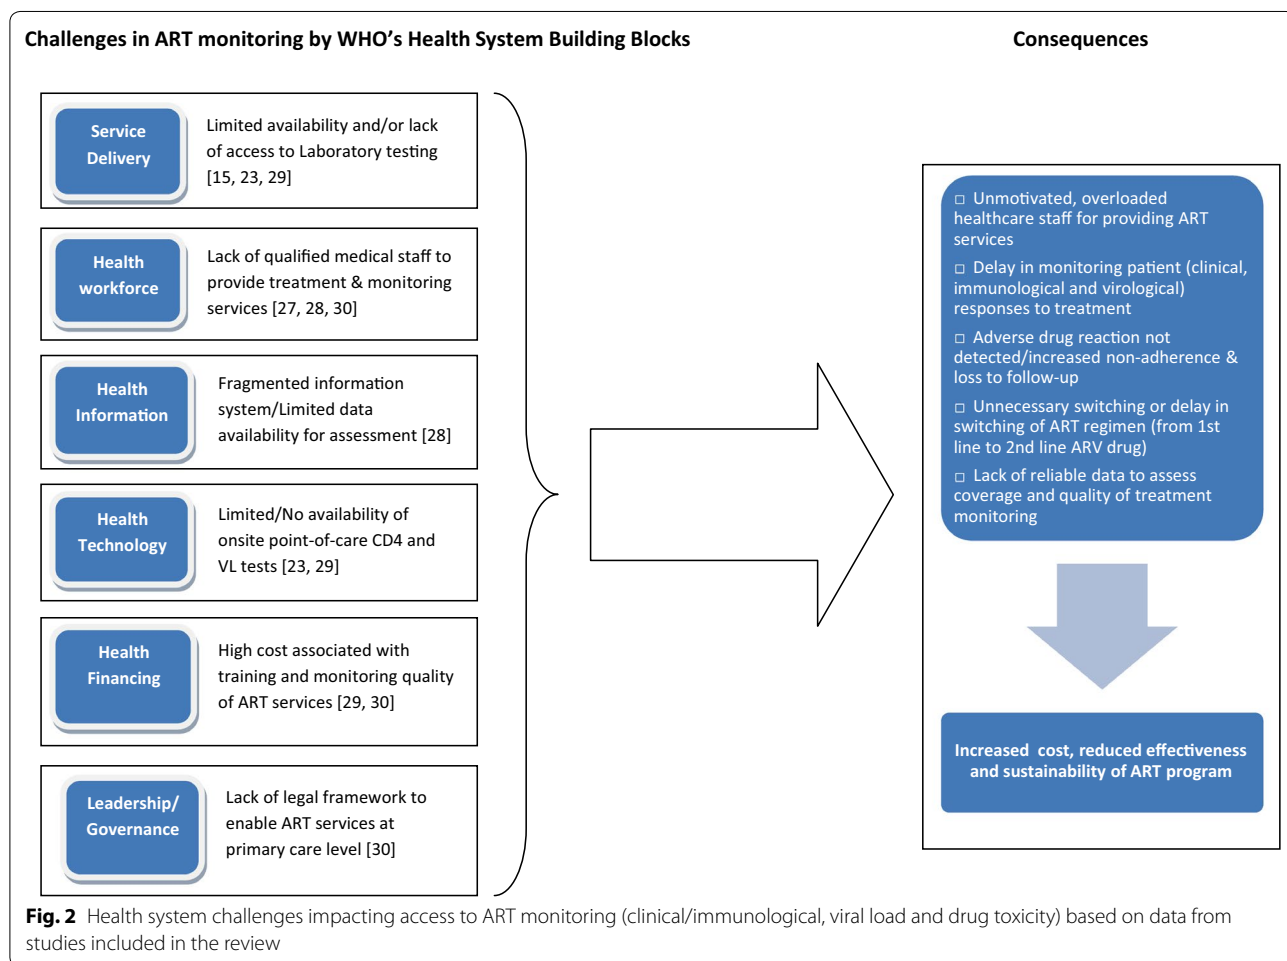 Challenges in ART monitoring by WHO's Health System Building Blocks
Consequences
Service
Delivery
Limited availability and/or lack
of access to Laboratory testing
[15, 23, 29]
Health
workforce
Lack of qualified medical staff to
provide treatment & monitoring
services [27, 28, 30]
Health
Information
Fragmented information
system/Limited data
availability for assessment [28]
Health
Technology
Limited/No availability of
onsite point-of-care CD4 and
VL tests [23, 29]
Health
Financing
High cost associated with
training and monitoring quality
of ART services [29, 30]
Leadership/
Governance
Lack of legal framework to
enable ART services at
primary care level [30]
□ Unmotivated, overloaded
healthcare staff for providing ART
services
□ Delay in monitoring patient (clinical,
immunological and virological)
responses to treatment
□ Adverse drug reaction not
detected/increased non-adherence &
loss to follow-up
□ Unnecessary switching or delay in
switching of ART regimen (from 1st
line to 2nd line ARV drug)
□ Lack of reliable data to assess
coverage and quality of treatment
monitoring
Increased cost, reduced effectiveness
and sustainability of ART program
Fig. 2 Health system challenges impacting access to ART monitoring (clinical/immunological, viral load and drug toxicity) based on data from
studies included in the review